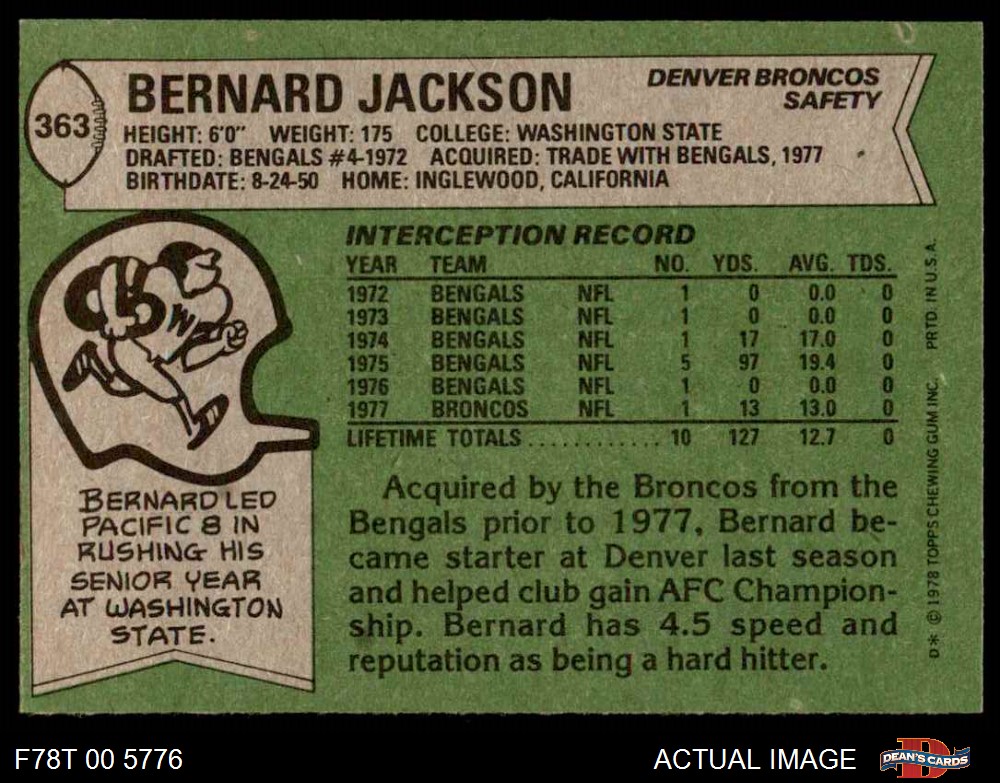 363
BERNARD JACKSON
DENVER BRONCOS
SAFETY
HEIGHT: 6'0" WEIGHT: 175 COLLEGE: WASHINGTON STATE
DRAFTED: BENGALS #4-1972 ACQUIRED: TRADE WITH BENGALS, 1977
BIRTHDATE: 8-24-50 HOME: INGLEWOOD, CALIFORNIA
W
BERNARD LED
PACIFIC 8 IN
RUSHING HIS
SENIOR YEAR
AT WASHINGTON
STATE.
INTERCEPTION RECORD
YEAR TEAM NO. YDS. AVG. TDS.
1972 BENGALS NFL 1 0 0.0 0
1973 BENGALS NFL 1 0 0.0 0
1974 BENGALS NFL 1 17 17.0 0
1975 BENGALS NFL 5 97 19.4 0
1976 BENGALS NFL 1 0 0.0 0
1977 BRONCOS NFL 1 13 13.0 0
LIFETIME TOTALS.............. 10 127 12.7 0
Acquired by the Broncos from the
Bengals prior to 1977, Bernard be-
came starter at Denver last season
and helped club gain AFC Champion-
ship. Bernard has 4.5 speed and
reputation as being a hard hitter.
D* © 1978 TOPPS CHEWING GUM INC. PRTD. IN U.S.A.
F78T 00 5776
ACTUAL IMAGE
D
DEAN'S CARDS